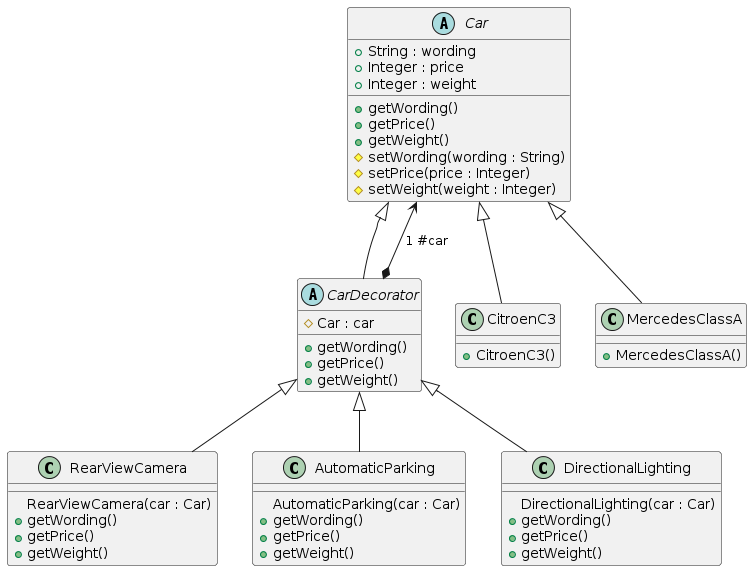 A Car
String : wording
Integer : price
Integer : weight
getWording()
getPrice()
getWeight()
setWording(wording : String)
setPrice(price : Integer)
setWeight(weight : Integer)
1 #car
A CarDecorator
Car : car
getWording()
getPrice()
getWeight()
C CitroenC3
CitroenC3()
C MercedesClassA
MercedesClassA()
C RearViewCamera
RearViewCamera(car : Car)
getWording()
getPrice()
getWeight()
C AutomaticParking
AutomaticParking(car : Car)
getWording()
getPrice()
getWeight()
C DirectionalLighting
DirectionalLighting(car : Car)
getWording()
getPrice()
getWeight()